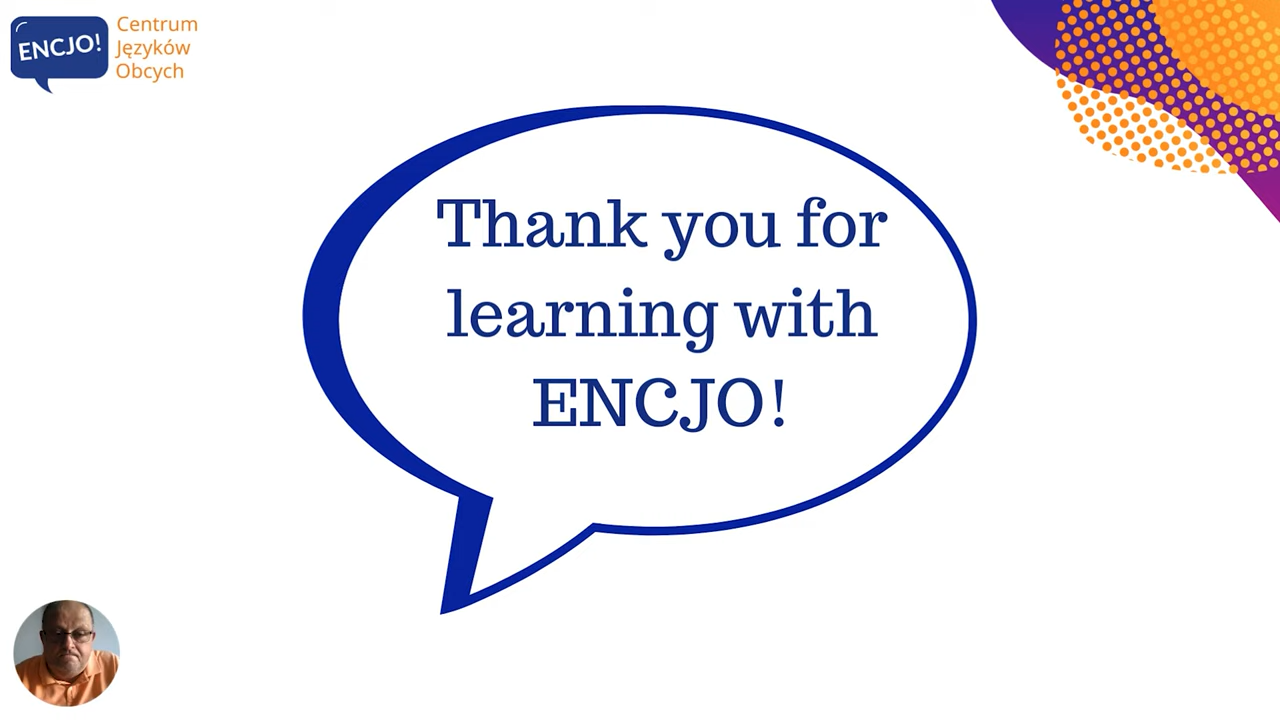 ENCJO!
Centrum
Języków
Obcych
Thank you for
learning with
ENCJO!